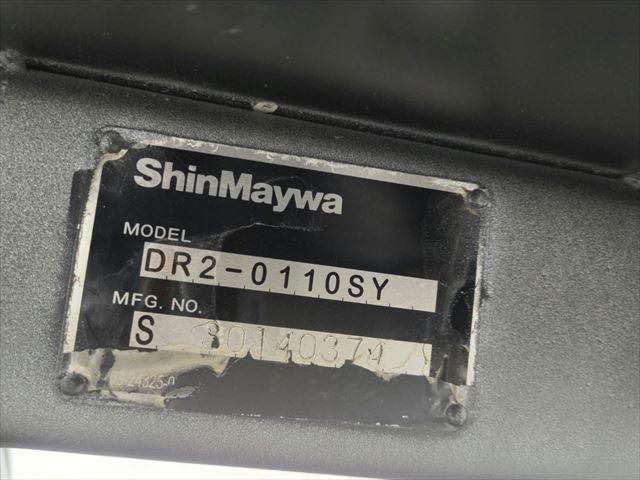 ShinMaywa
MODEL
DR2-0110SY
MFG. NO.
S 30140374